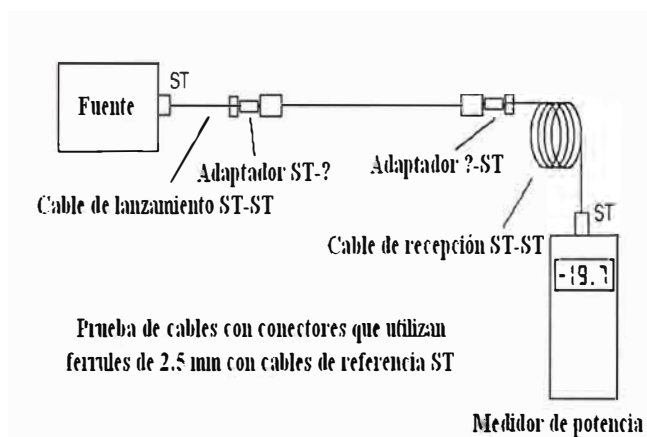 ST
Fuente
Adaptador ST-?
Adaptador ?-ST
Cable de lanzamiento ST-ST
ST
Cable de recepción ST-ST
-19.7
Prueba de cables con conectores que utilizan
ferrules de 2.5 mm con cables de referencia ST
Medidor de potencia